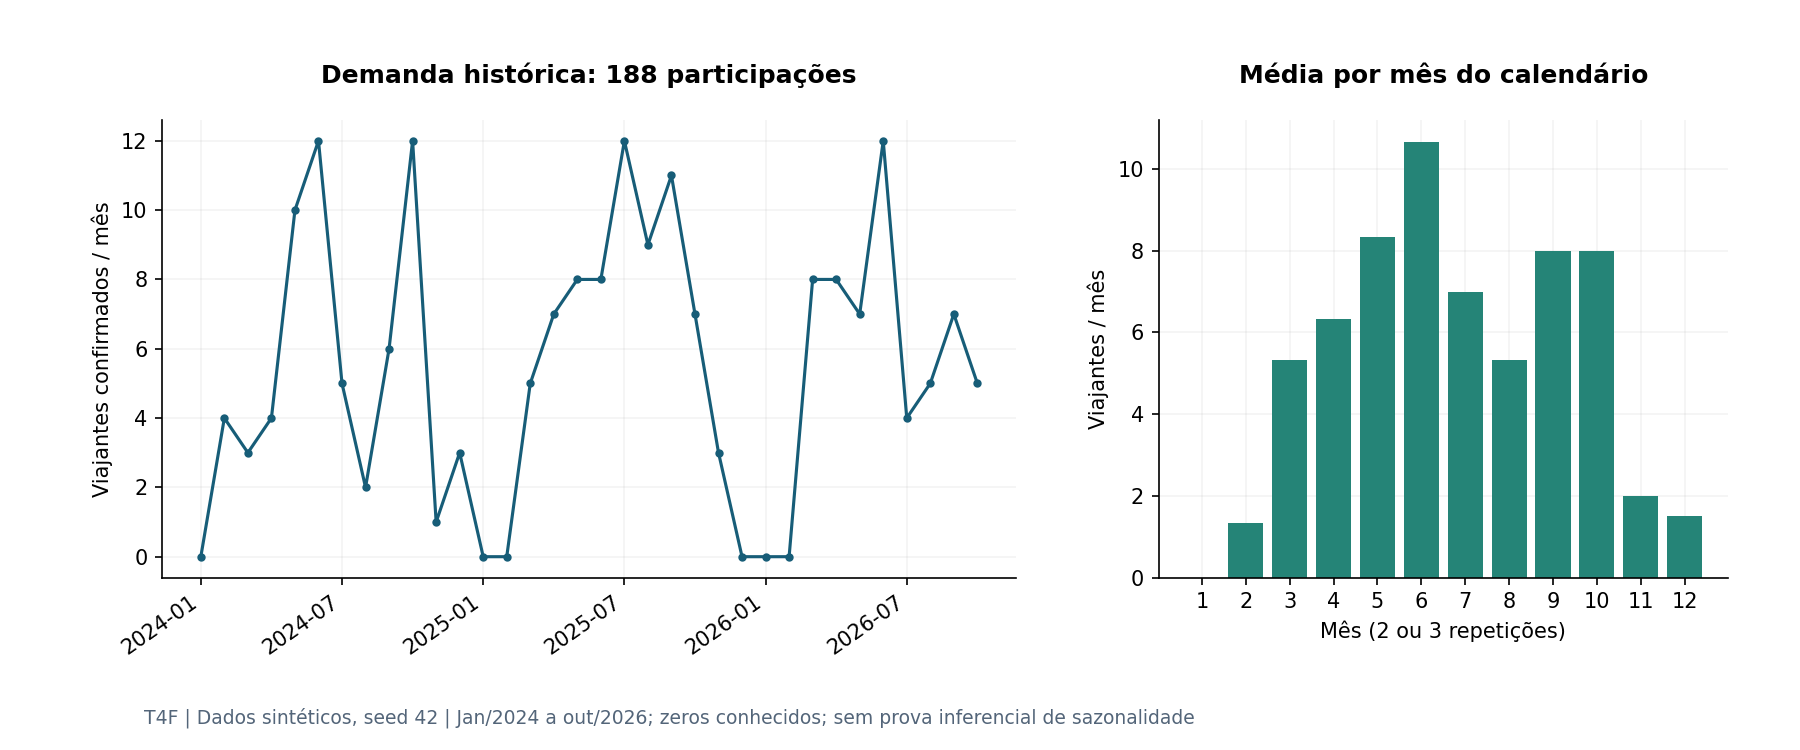 Demanda histórica: 188 participações
Viajantes confirmados / mês
12
10
8
6
4
2
0
2024-01
2024-07
2025-01
2025-07
2026-01
2026-07
Média por mês do calendário
Viajantes / mês
10
8
6
4
2
0
1 2 3 4 5 6 7 8 9 10 11 12
Mês (2 ou 3 repetições)
T4F | Dados sintéticos, seed 42 | Jan/2024 a out/2026; zeros conhecidos; sem prova inferencial de sazonalidade